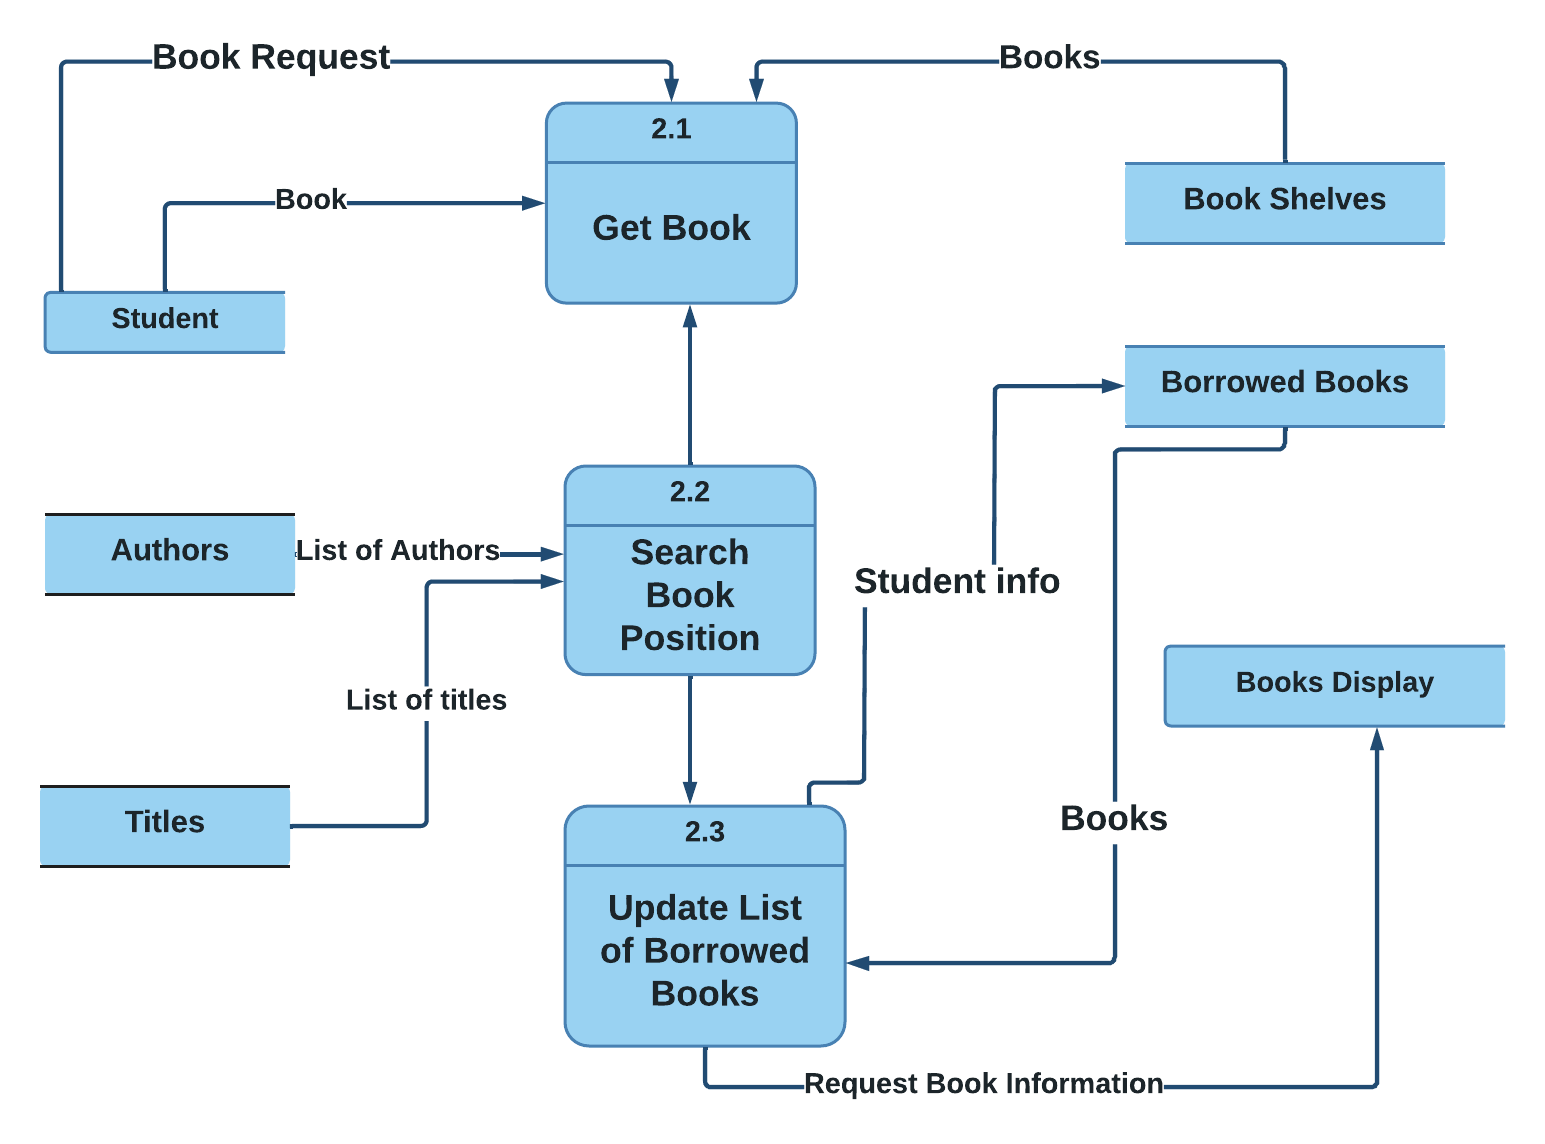 Book Request
Books
2.1
Book
Get Book
Book Shelves
Student
Borrowed Books
2.2
Authors
List of Authors
Search
Book
Position
Student info
List of titles
Books Display
Titles
Books
2.3
Update List
of Borrowed
Books
Request Book Information